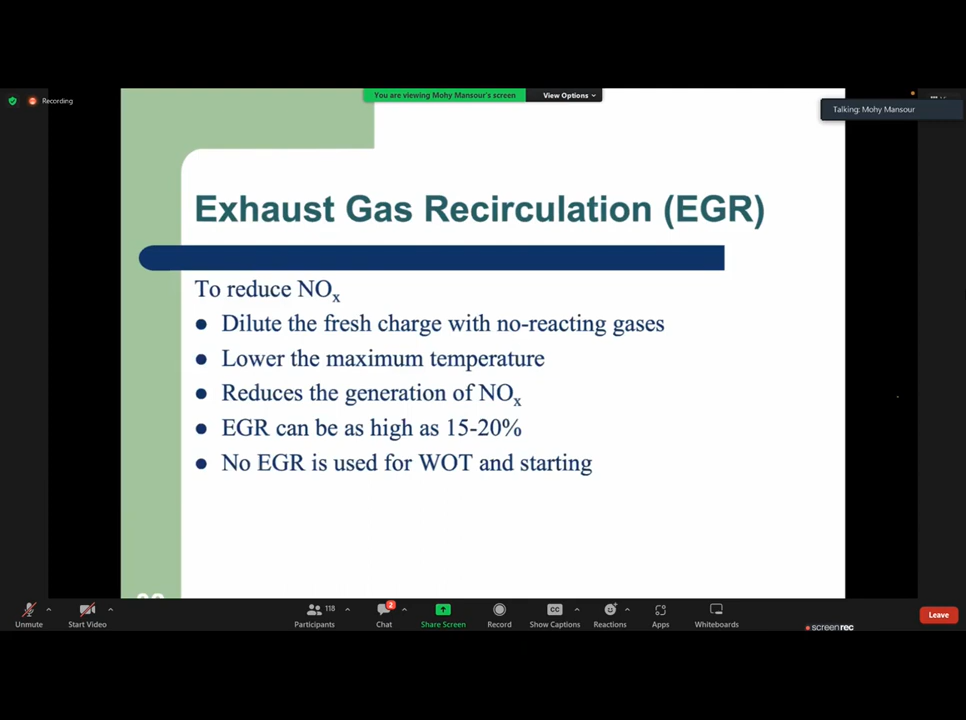 Recording
You are viewing Mohy Mansour's screen
View Options
Talking: Mohy Mansour
Exhaust Gas Recirculation (EGR)
To reduce NOx
● Dilute the fresh charge with no-reacting gases
● Lower the maximum temperature
● Reduces the generation of NOx
● EGR can be as high as 15-20%
● No EGR is used for WOT and starting
Unmute
Start Video
118
Participants
2
Chat
Share Screen
Record
CC
Show Captions
Reactions
Apps
Whiteboards
Leave
screenrec